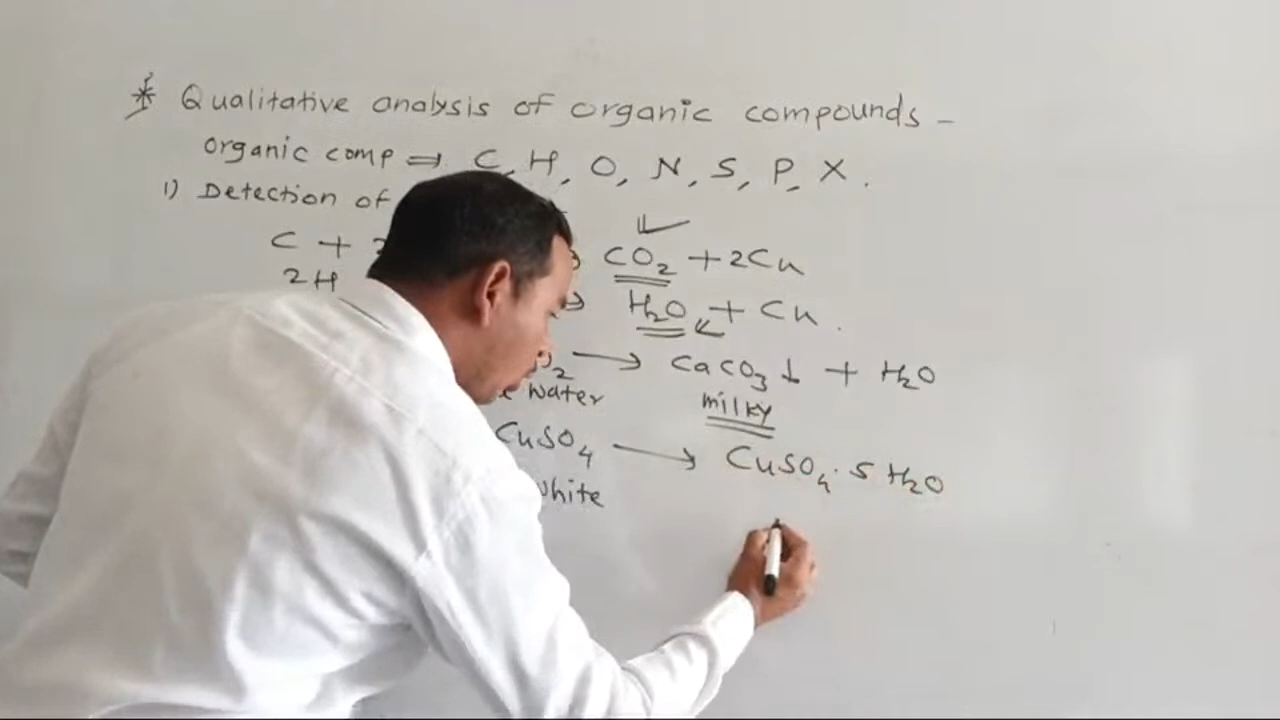 * Qualitative analysis of organic compounds -
organic comp ⇒ C, H, O, N, S, P, X.
1) Detection of
C + 2 CO₂ + 2Cu
2H → H₂O + Cu.
₂ → CaCO₃↓ + H₂O
water milky
CuSO₄ → CuSO₄·5H₂O
white